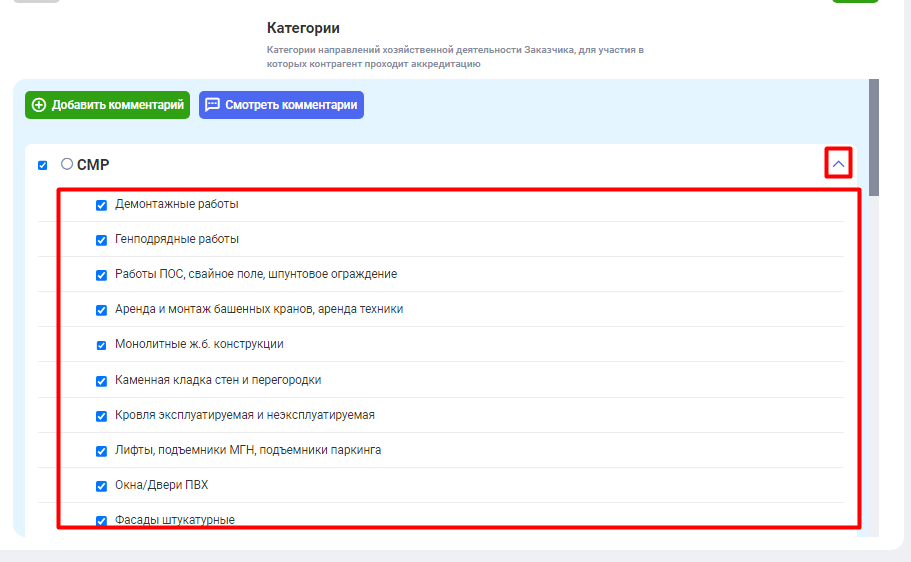 Категории
Категории направлений хозяйственной деятельности Заказчика, для участия в
которых контрагент проходит аккредитацию
Добавить комментарий
Смотреть комментарии
СМР
Демонтажные работы
Генподрядные работы
Работы ПОС, свайное поле, шпунтовое ограждение
Аренда и монтаж башенных кранов, аренда техники
Монолитные ж.б. конструкции
Каменная кладка стен и перегородки
Кровля эксплуатируемая и неэксплуатируемая
Лифты, подъемники МГН, подъемники паркинга
Окна/Двери ПВХ
Фасады штукатурные